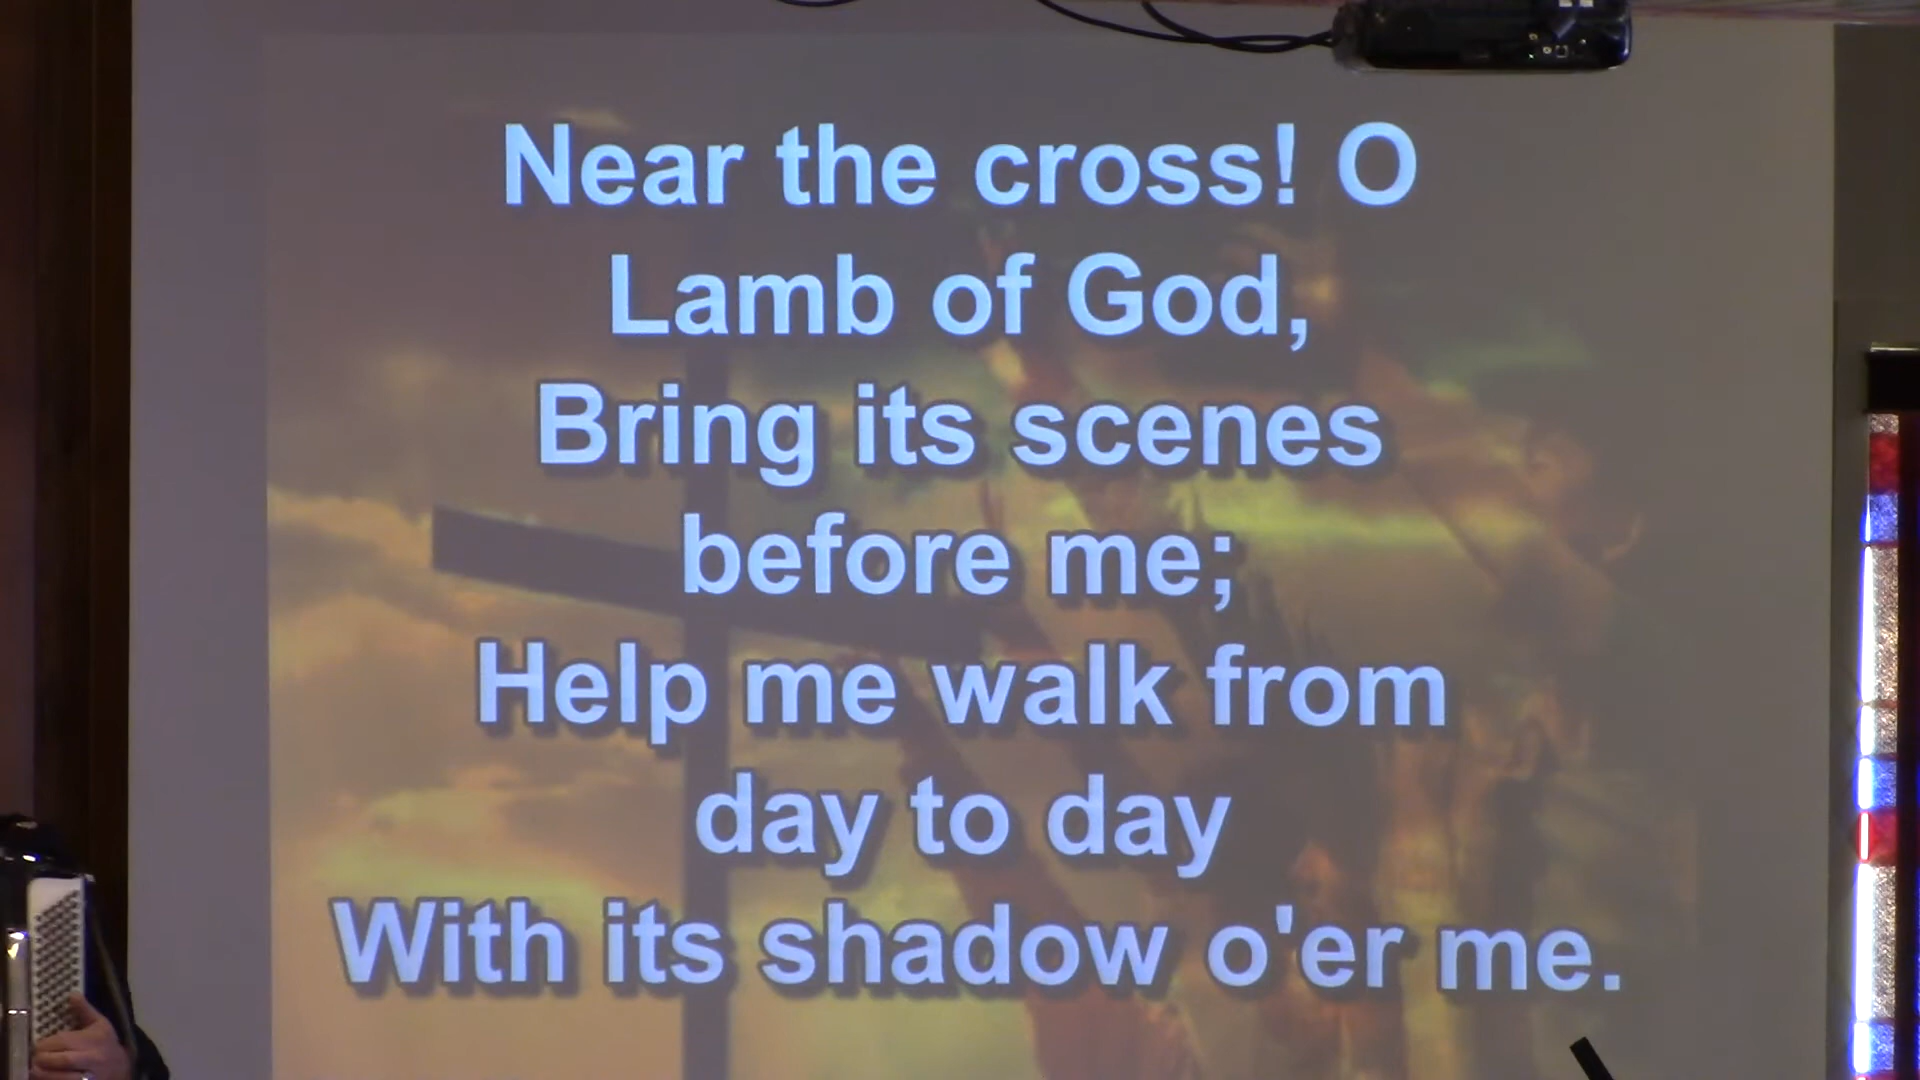 Near the cross! O
Lamb of God,
Bring its scenes
before me;
Help me walk from
day to day
With its shadow o'er me.